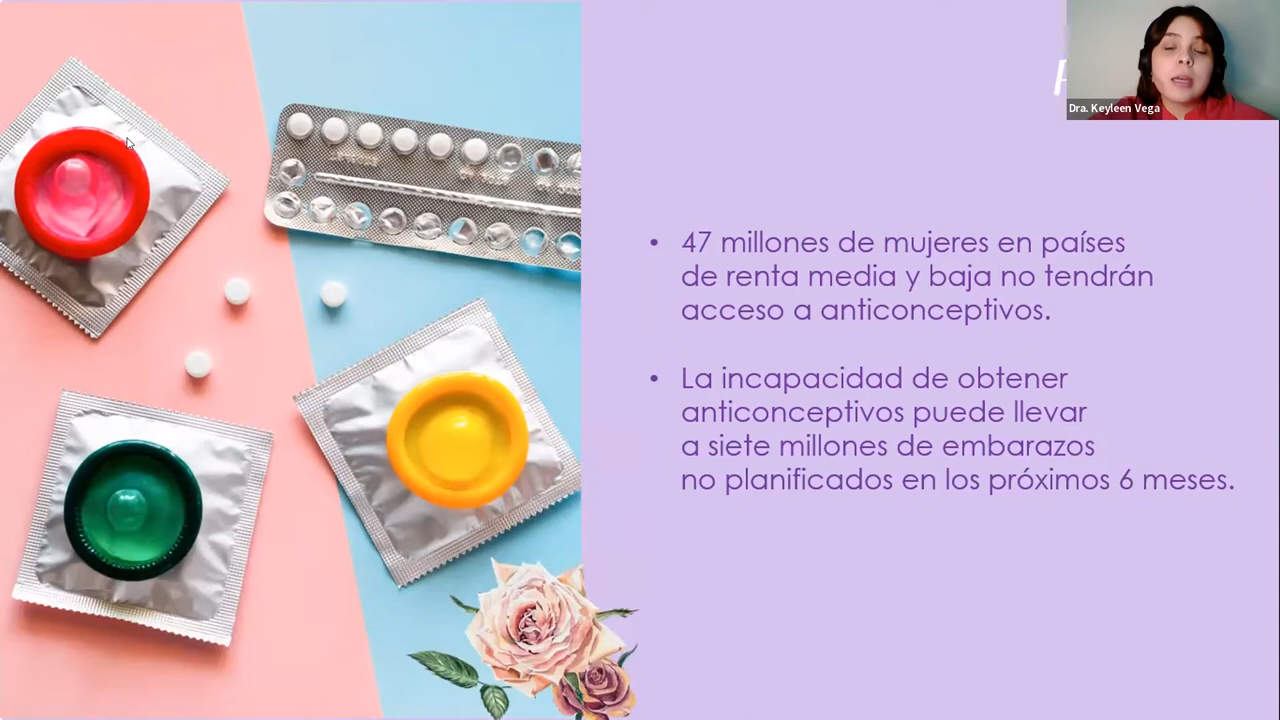 Dra. Keyleen Vega
• 47 millones de mujeres en países
de renta media y baja no tendrán
acceso a anticonceptivos.
• La incapacidad de obtener
anticonceptivos puede llevar
a siete millones de embarazos
no planificados en los próximos 6 meses.